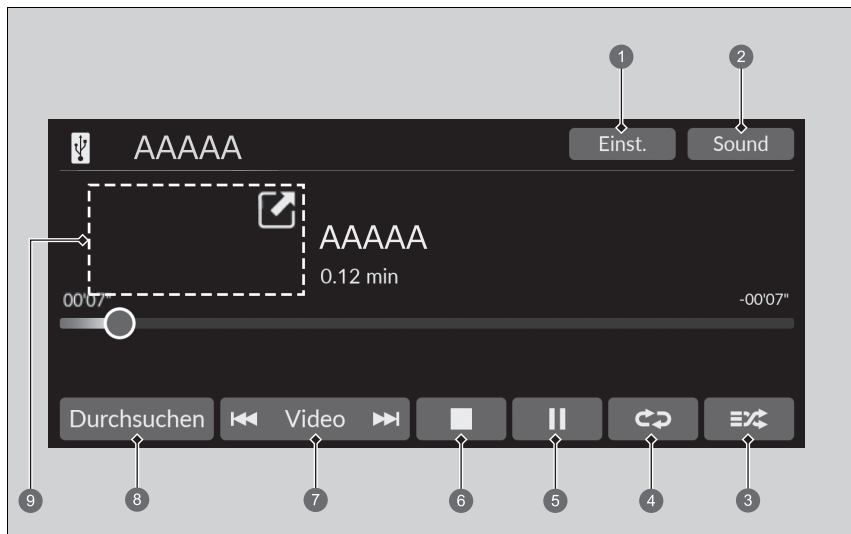 1 2
AAAAA Einst. Sound
AAAAA
0.12 min
00'07" -00'07"
Durchsuchen Video
9 8 7 6 5 4 3